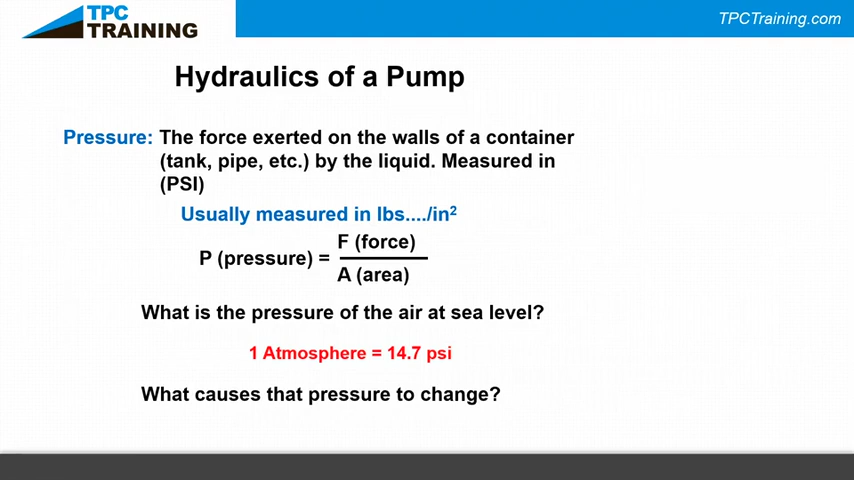 TPC
TRAINING
TPCTraining.com
Hydraulics of a Pump
Pressure: The force exerted on the walls of a container
(tank, pipe, etc.) by the liquid. Measured in
(PSI)
Usually measured in lbs..../in²
F (force)
P (pressure) =
A (area)
What is the pressure of the air at sea level?
1 Atmosphere = 14.7 psi
What causes that pressure to change?